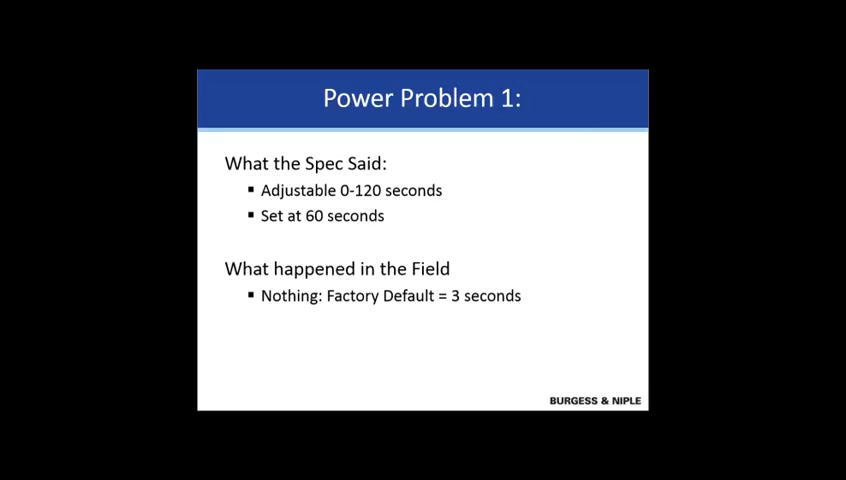 Power Problem 1:
What the Spec Said:
▪ Adjustable 0-120 seconds
▪ Set at 60 seconds
What happened in the Field
▪ Nothing: Factory Default = 3 seconds
BURGESS & NIPLE